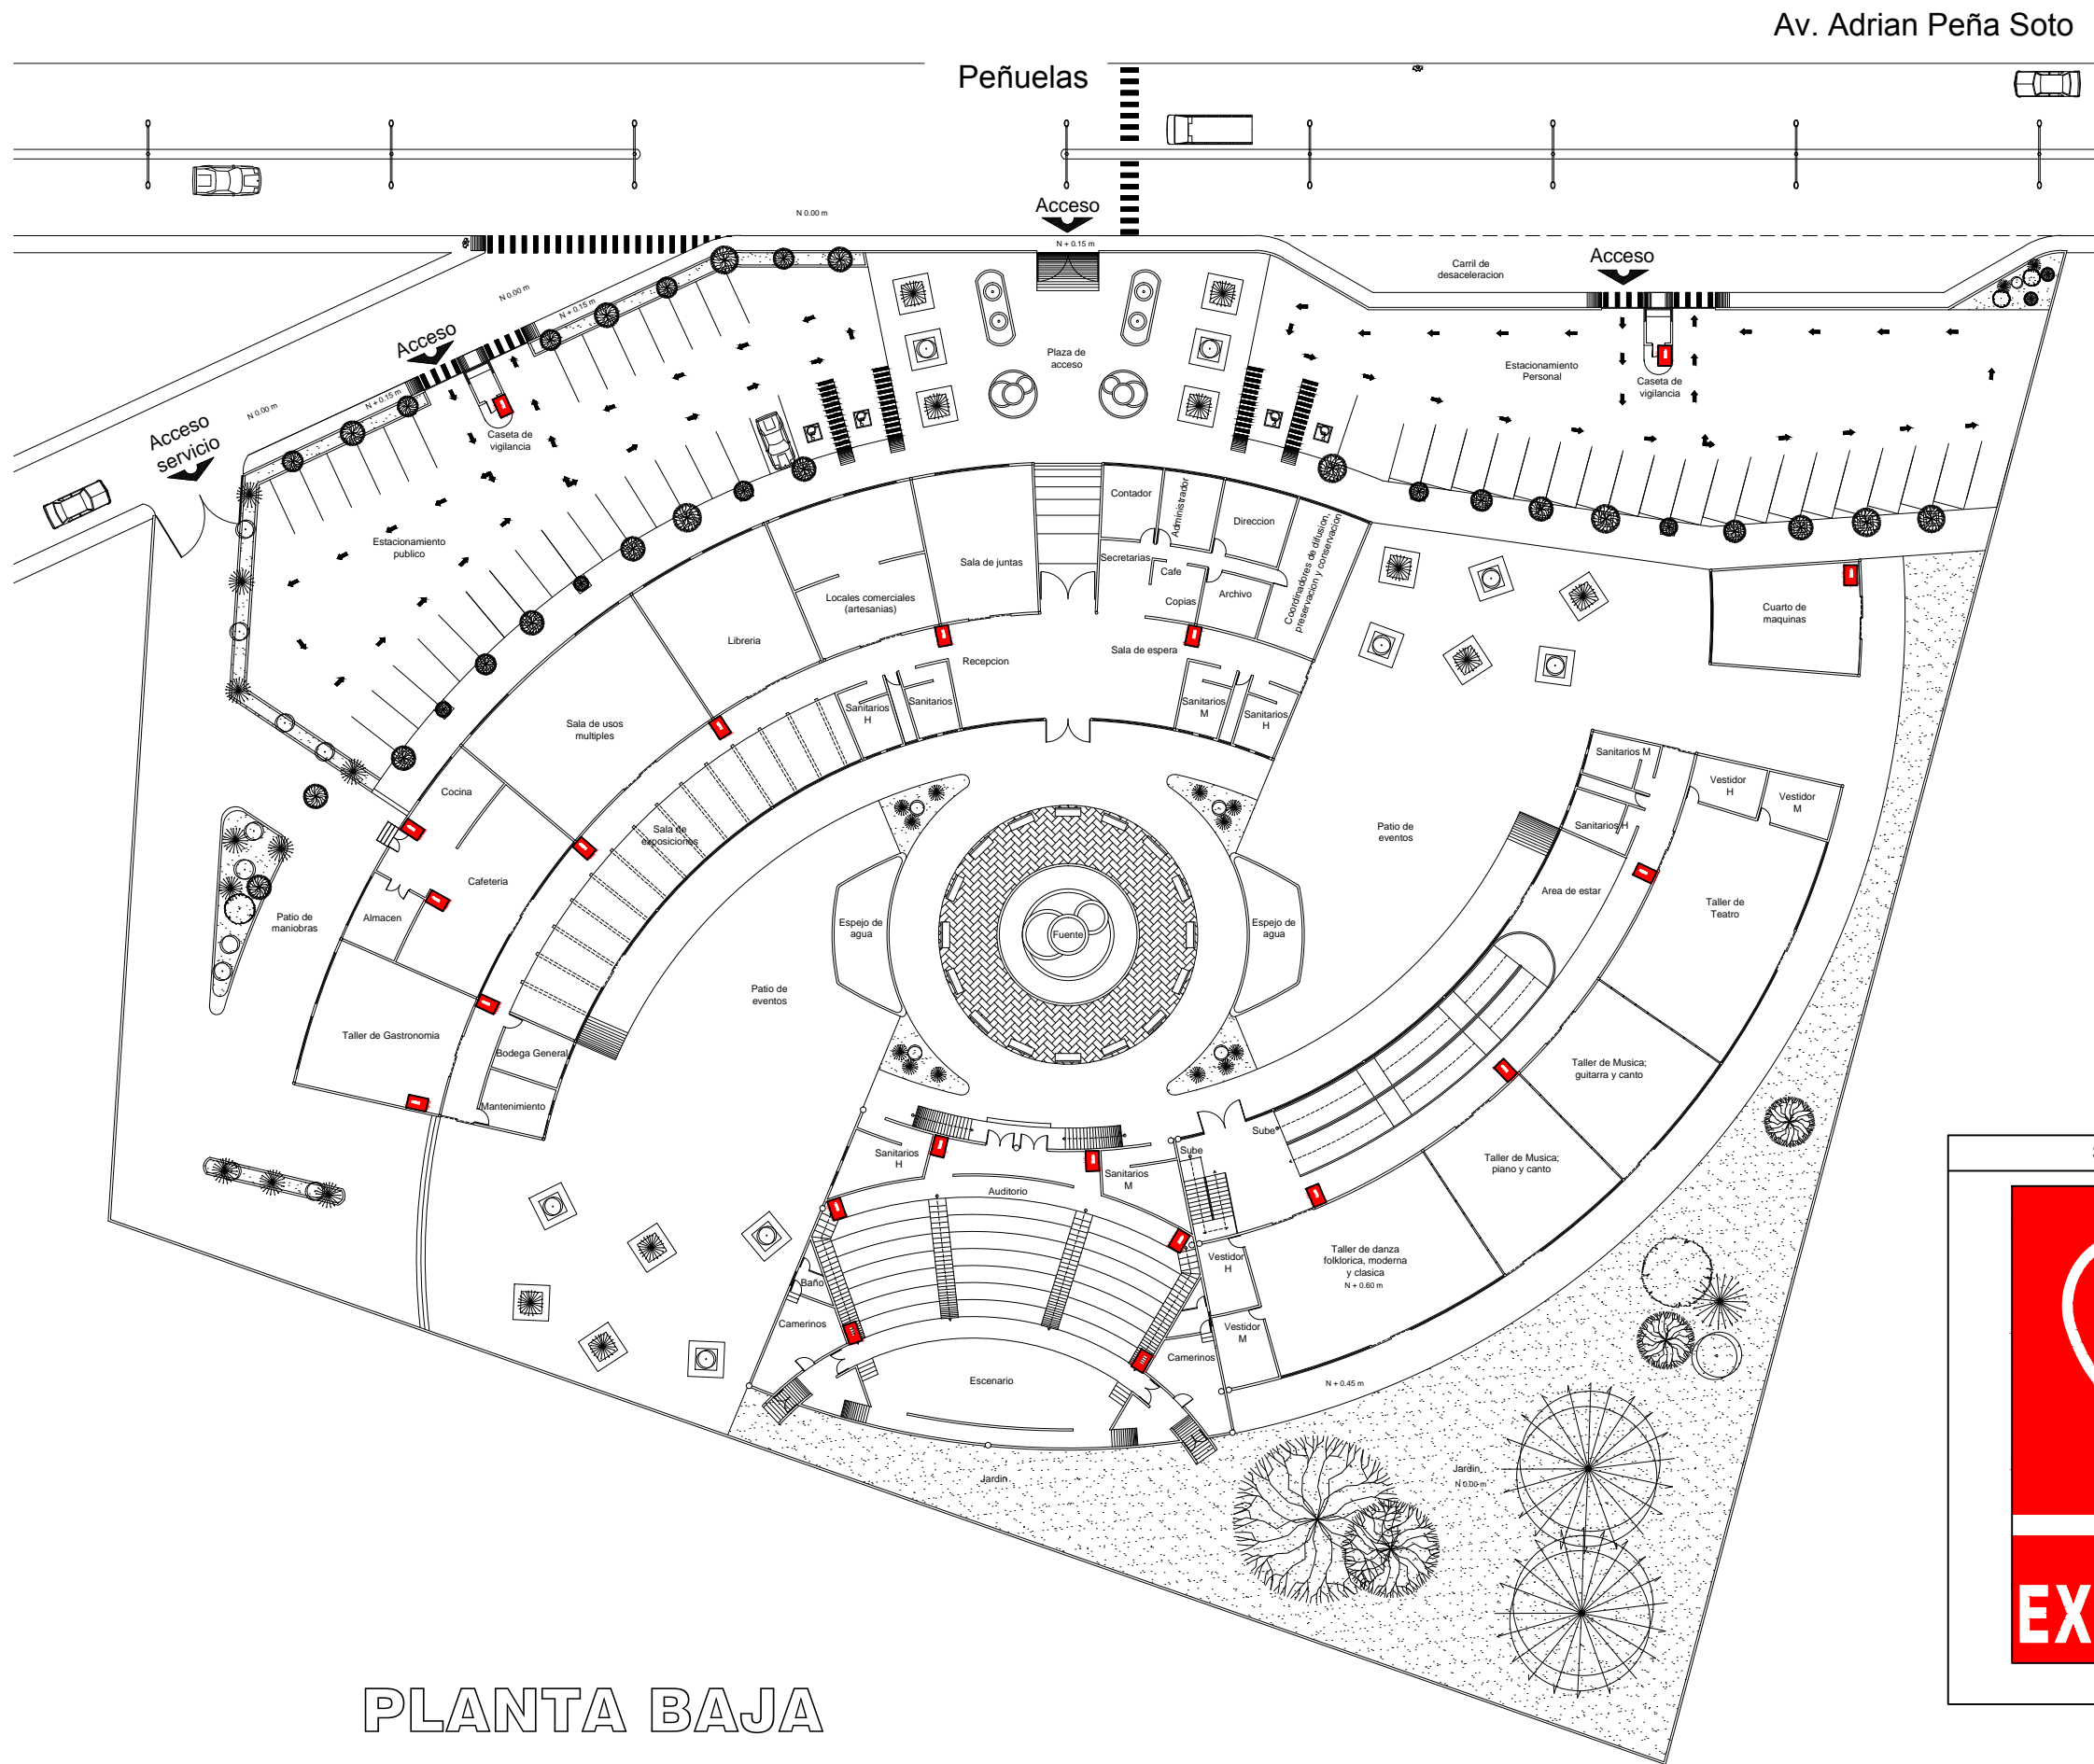 Av. Adrian Peña Soto
Peñuelas
N 0.00 m
Acceso
N + 0.15 m
Acceso
Carril de
desaceleracion
N 0.00 m
N + 0.15 m
Acceso
Plaza de
acceso
Estacionamiento
Personal
Caseta de
vigilancia
N 0.00 m
N + 0.15 m
Acceso
servicio
Caseta de
vigilancia
Estacionamiento
publico
Contador
Administrador
Direccion
Coordinadores de difusion,
preservacion y conservacion
Secretarias
Cafe
Copias
Archivo
Sala de juntas
Locales comerciales
(artesanias)
Libreria
Recepcion
Sala de espera
Cuarto de
maquinas
Sanitarios
H
Sanitarios
Sanitarios
M
Sanitarios
H
Sala de usos
multiples
Cocina
Sala de
exposiciones
Cafeteria
Almacen
Patio de
maniobras
Sanitarios M
Vestidor
H
Vestidor
M
Sanitarios H
Patio de
eventos
Area de estar
Taller de
Teatro
Espejo de
agua
Fuente
Espejo de
agua
Patio de
eventos
Taller de Gastronomia
Bodega General
Mantenimiento
Taller de Musica;
guitarra y canto
Sube
Sube
Taller de Musica;
piano y canto
Sanitarios
H
Sanitarios
M
Auditorio
Vestidor
H
Taller de danza
folklorica, moderna
y clasica
N + 0.60 m
Baño
Camerinos
Vestidor
M
Camerinos
Escenario
N + 0.45 m
Jardin
Jardin
N 0.00 m
EX
PLANTA BAJA